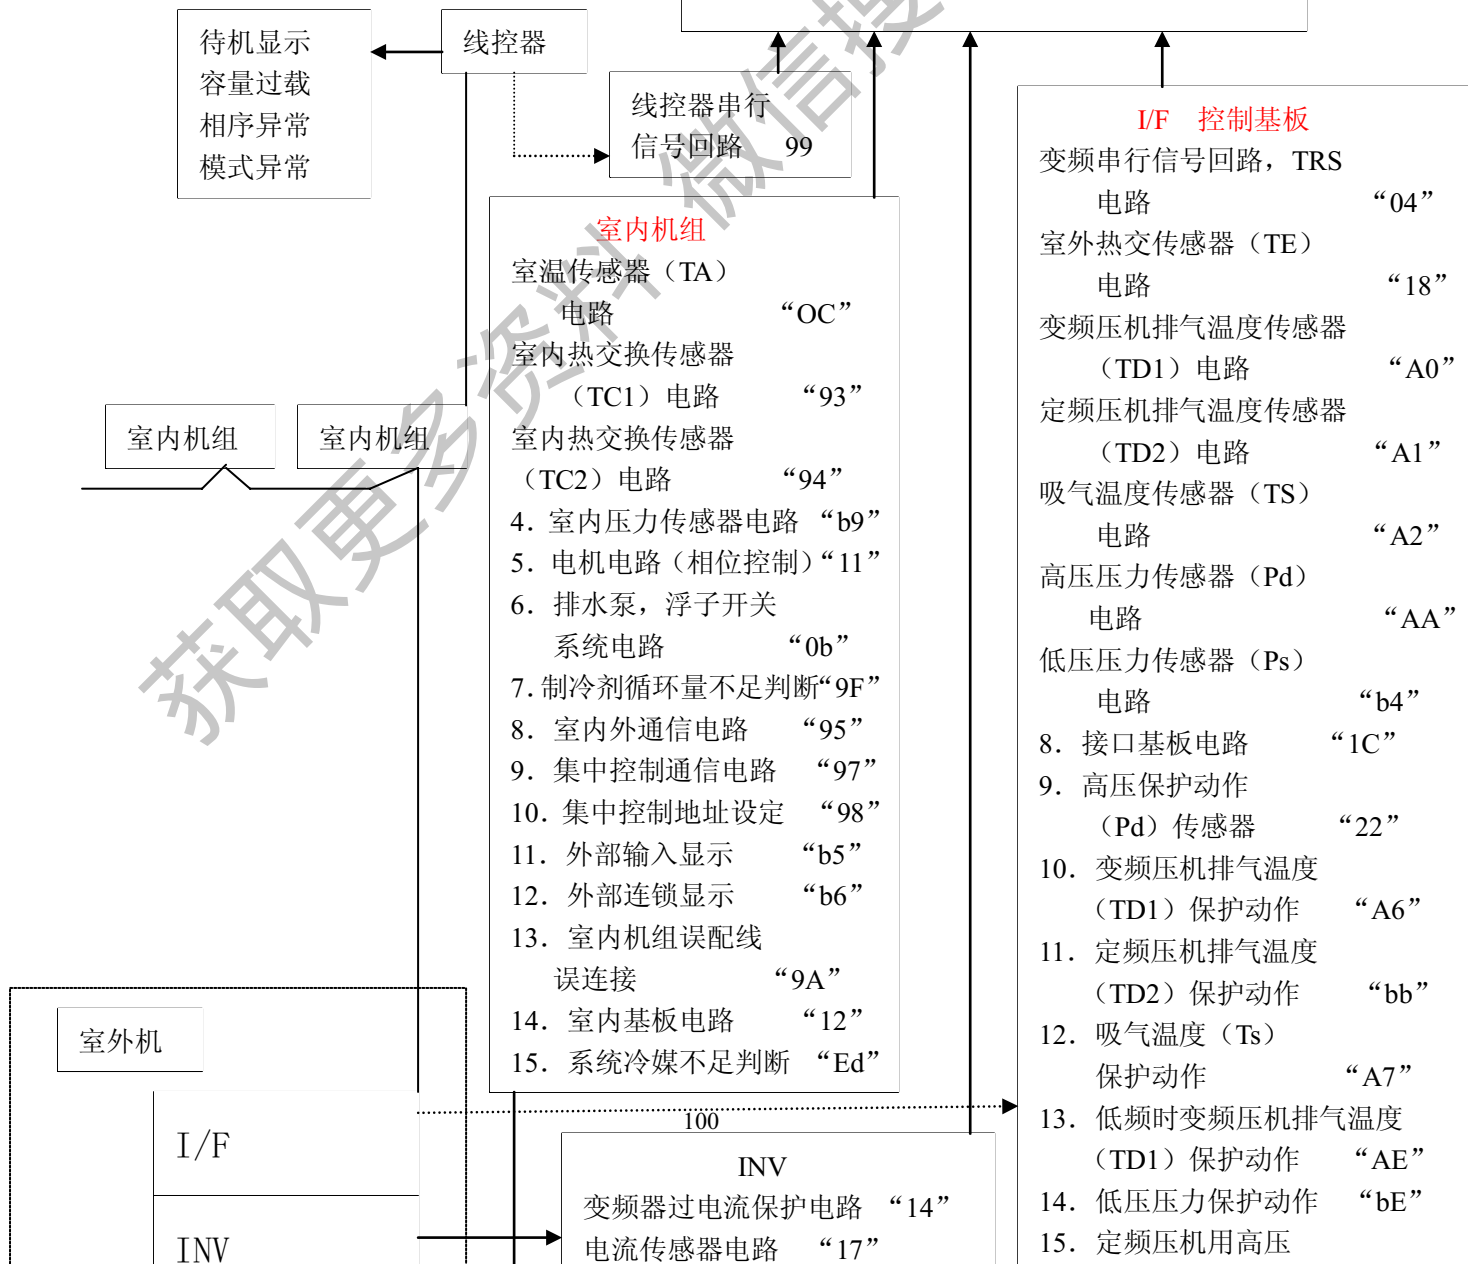 待机显示
容量过载
相序异常
模式异常
线控器
线控器串行
信号回路 99
室内机组
室温传感器（TA）
电路 “OC”
室内热交换传感器
（TC1）电路 “93”
室内热交换传感器
（TC2）电路 “94”
4. 室内压力传感器电路 “b9”
5. 电机电路（相位控制）“11”
6. 排水泵，浮子开关
系统电路 “0b”
7. 制冷剂循环量不足判断“9F”
8. 室内外通信电路 “95”
9. 集中控制通信电路 “97”
10. 集中控制地址设定 “98”
11. 外部输入显示 “b5”
12. 外部连锁显示 “b6”
13. 室内机组误配线
误连接 “9A”
14. 室内基板电路 “12”
15. 系统冷媒不足判断 “Ed”
I/F 控制基板
变频串行信号回路，TRS
电路 “04”
室外热交传感器（TE）
电路 “18”
变频压机排气温度传感器
（TD1）电路 “A0”
定频压机排气温度传感器
（TD2）电路 “A1”
吸气温度传感器（TS）
电路 “A2”
高压压力传感器（Pd）
电路 “AA”
低压压力传感器（Ps）
电路 “b4”
8. 接口基板电路 “1C”
9. 高压保护动作
（Pd）传感器 “22”
10. 变频压机排气温度
（TD1）保护动作 “A6”
11. 定频压机排气温度
（TD2）保护动作 “bb”
12. 吸气温度（Ts）
保护动作 “A7”
13. 低频时变频压机排气温度
（TD1）保护动作 “AE”
14. 低压压力保护动作 “bE”
15. 定频压机用高压
室内机组
室内机组
室外机
I/F
INV
100
INV
变频器过电流保护电路 “14”
电流传感器电路 “17”
获取更多资料 微信搜